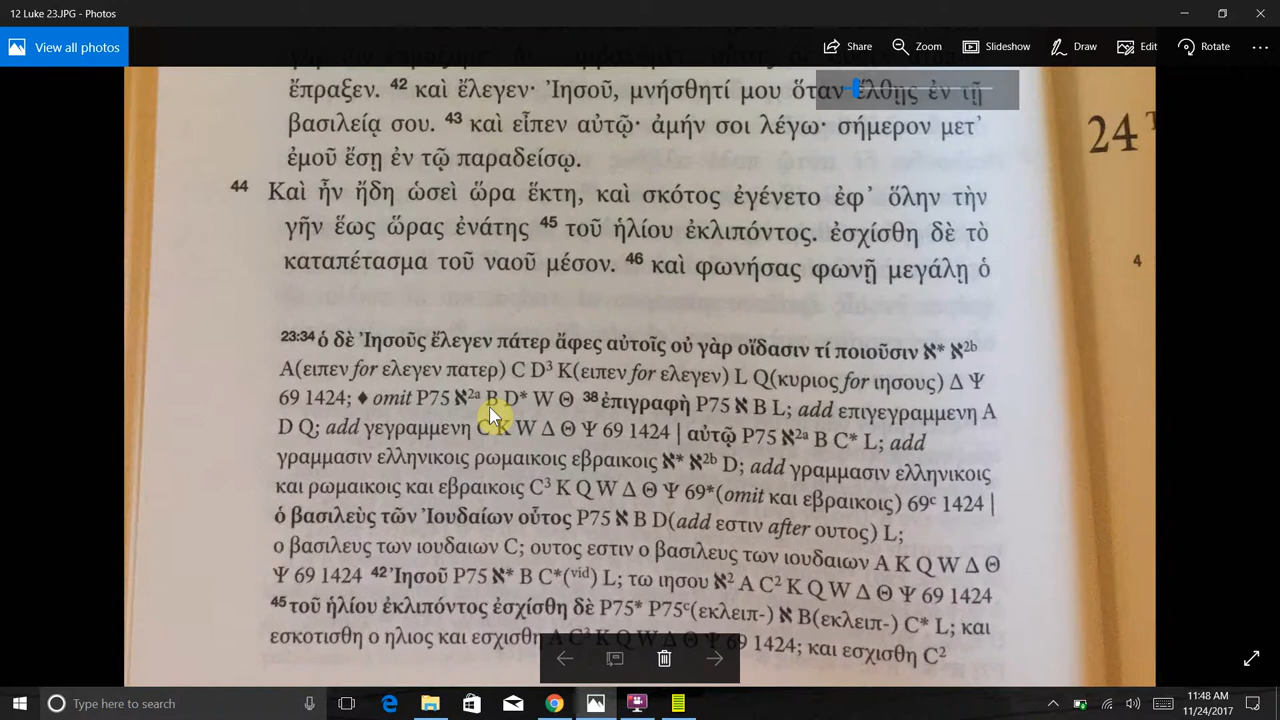 12 Luke 23.JPG - Photos
View all photos
Share Zoom Slideshow Draw Edit Rotate
ἔπραξεν. 42 καὶ ἔλεγεν· Ἰησοῦ, μνήσθητί μου ὅταν ἔλθῃς ἐν τῇ
βασιλείᾳ σου. 43 καὶ εἶπεν αὐτῷ· ἀμήν σοι λέγω· σήμερον μετ’
ἐμοῦ ἔσῃ ἐν τῷ παραδείσῳ.
24
44 Καὶ ἦν ἤδη ὡσεὶ ὥρα ἕκτη, καὶ σκότος ἐγένετο ἐφ’ ὅλην τὴν
γῆν ἕως ὥρας ἐνάτης 45 τοῦ ἡλίου ἐκλιπόντος. ἐσχίσθη δὲ τὸ
καταπέτασμα τοῦ ναοῦ μέσον. 46 καὶ φωνήσας φωνῇ μεγάλῃ ὁ
4
23:34 ὁ δὲ Ἰησοῦς ἔλεγεν πάτερ ἄφες αὐτοῖς οὐ γὰρ οἴδασιν τί ποιοῦσιν ℵ* ℵ2b
A(ειπεν for ελεγεν πατερ) C D3 K(ειπεν for ελεγεν) L Q(κυριος for ιησους) Δ Ψ
69 1424; ♦ omit P75 ℵ2a B D* W Θ 38 ἐπιγραφὴ P75 ℵ B L; add επιγεγραμμενη A
D Q; add γεγραμμενη C K W Δ Θ Ψ 69 1424 | αὐτῷ P75 ℵ2a B C* L; add
γραμμασιν ελληνικοις ρωμαικοις εβραικοις ℵ* ℵ2b D; add γραμμασιν ελληνικοις
και ρωμαικοις και εβραικοις C3 K Q W Δ Θ Ψ 69*(omit και εβραικοις) 69c 1424 |
ὁ βασιλεὺς τῶν Ἰουδαίων οὗτος P75 ℵ B D(add εστιν after ουτος) L;
ο βασιλευς των ιουδαιων C; ουτος εστιν ο βασιλευς των ιουδαιων A K Q W Δ Θ
Ψ 69 1424 42 Ἰησοῦ P75 ℵ* B C*(vid) L; τω ιησου ℵ2 A C2 K Q W Δ Θ Ψ 69 1424
45 τοῦ ἡλίου ἐκλιπόντος ἐσχίσθη δὲ P75* P75c(εκλειπ-) ℵ B(εκλειπ-) C* L; και
εσκοτισθη ο ηλιος και εσχισθη A C3 K Q W Δ Θ Ψ 69 1424; και εσχισθη C2
Type here to search
11:48 AM
11/24/2017